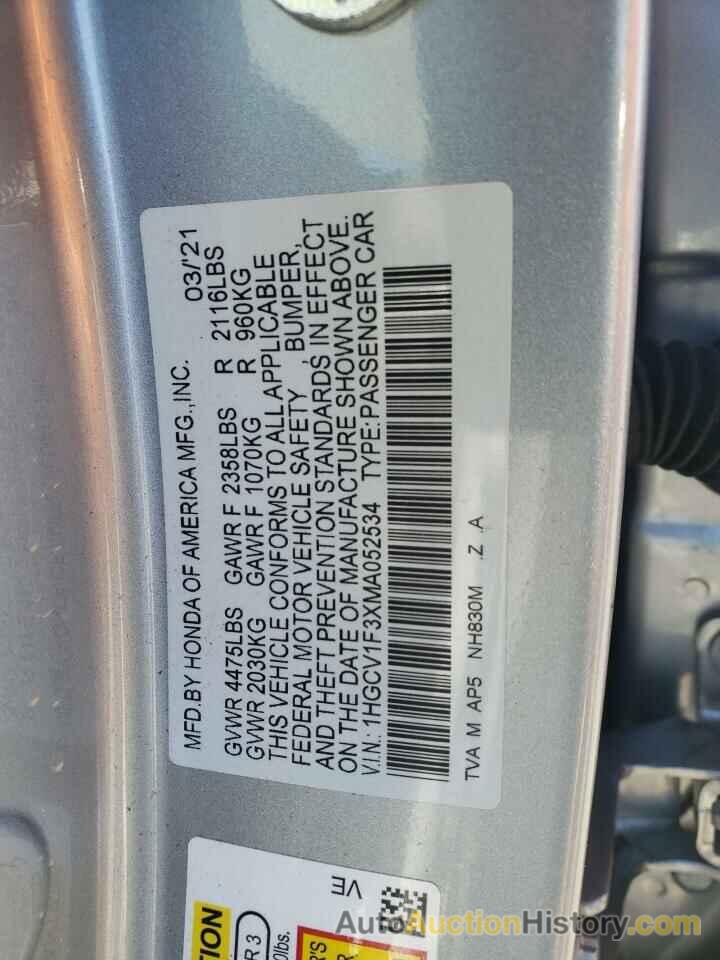 MFD.BY HONDA OF AMERICA MFG.,INC. 03/'21
GVWR 4475LBS GAWR F 2358LBS R 2116LBS
GVWR 2030KG GAWR F 1070KG R 960KG
THIS VEHICLE CONFORMS TO ALL APPLICABLE
FEDERAL MOTOR VEHICLE SAFETY, BUMPER,
AND THEFT PREVENTION STANDARDS IN EFFECT
ON THE DATE OF MANUFACTURE SHOWN ABOVE.
V.I.N.: 1HGCV1F3XMA052534 TYPE:PASSENGER CAR
TVA M AP5 NH830M .Z .A
TION
R 3
0lbs.
VE
R'S
R
AutoAuctionHistory.com